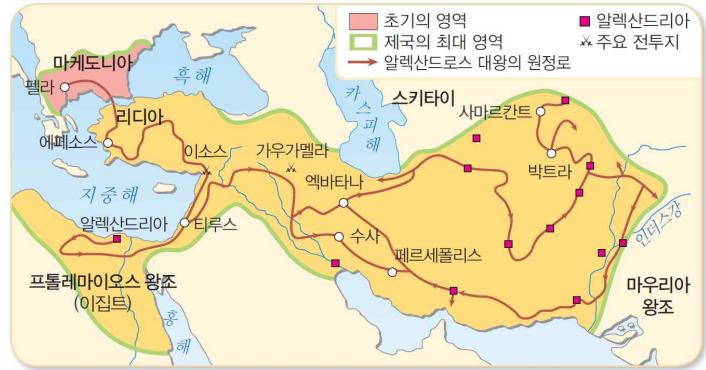 초기의 영역
알렉산드리아
제국의 최대 영역
주요 전투지
알렉산드로스 대왕의 원정로
마케도니아
펠라
흑해
카스피해
스키타이
사마르칸트
리디아
에페소스
이소스
가우가멜라
박트라
엑바타나
지중해
알렉산드리아
티루스
수사
페르세폴리스
인더스강
프톨레마이오스 왕조
(이집트)
홍해
마우리아
왕조